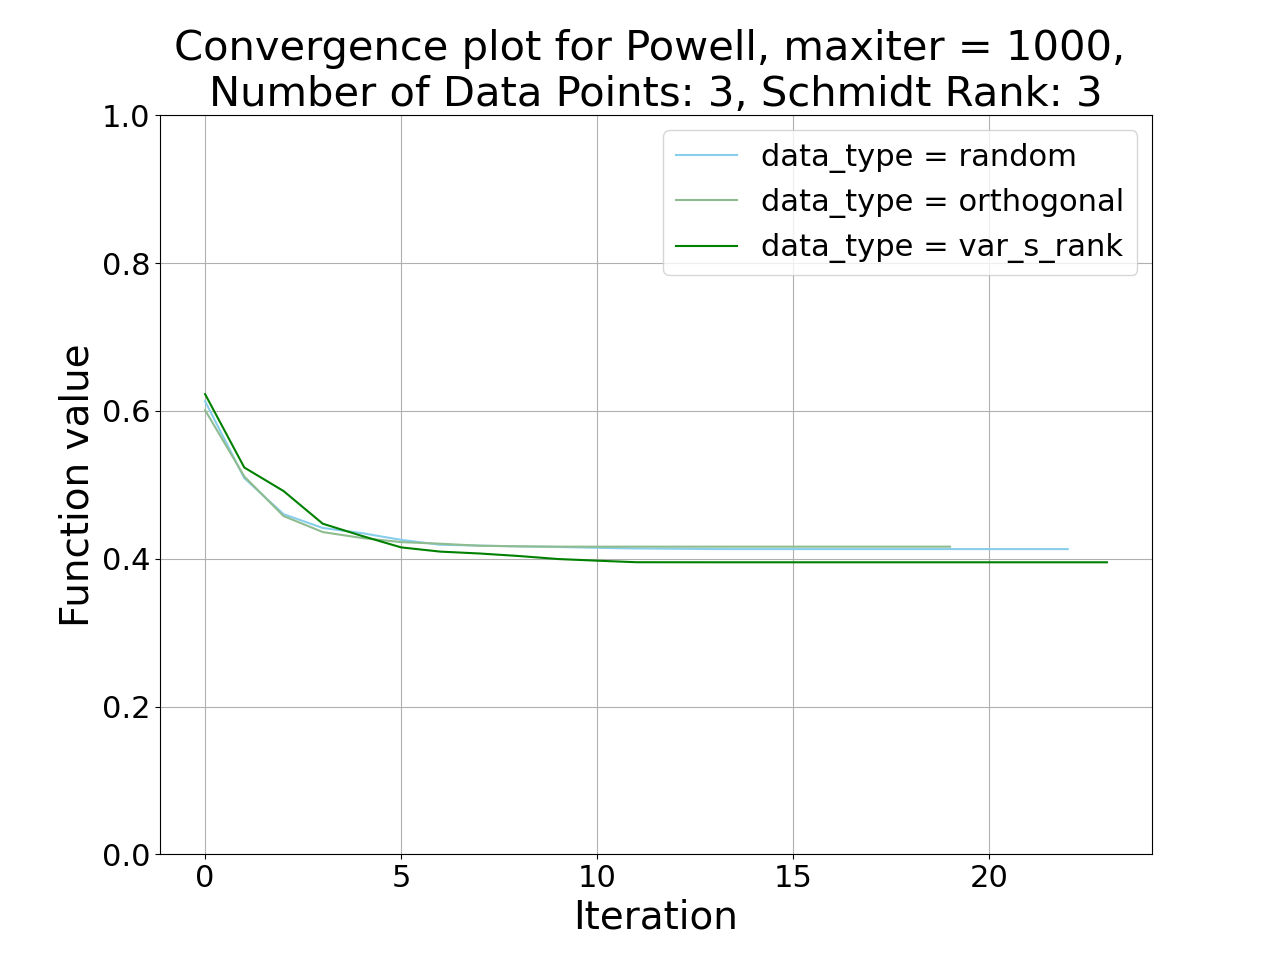 Convergence plot for Powell, maxiter = 1000,
Number of Data Points: 3, Schmidt Rank: 3
1.0
0.8
0.6
0.4
0.2
0.0
Function value
data_type = random
data_type = orthogonal
data_type = var_s_rank
0 5 10 15 20
Iteration